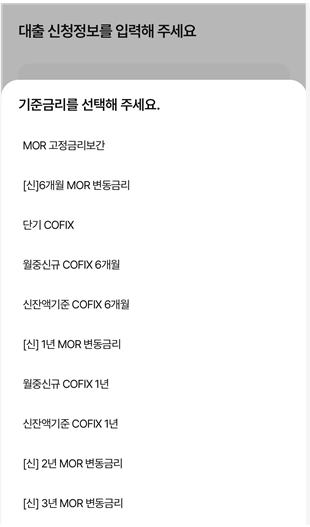 대출 신청정보를 입력해 주세요
기준금리를 선택해 주세요.
MOR 고정금리보간
[신]6개월 MOR 변동금리
단기 COFIX
월중신규 COFIX 6개월
신잔액기준 COFIX 6개월
[신] 1년 MOR 변동금리
월중신규 COFIX 1년
신잔액기준 COFIX 1년
[신] 2년 MOR 변동금리
[신] 3년 MOR 변동금리